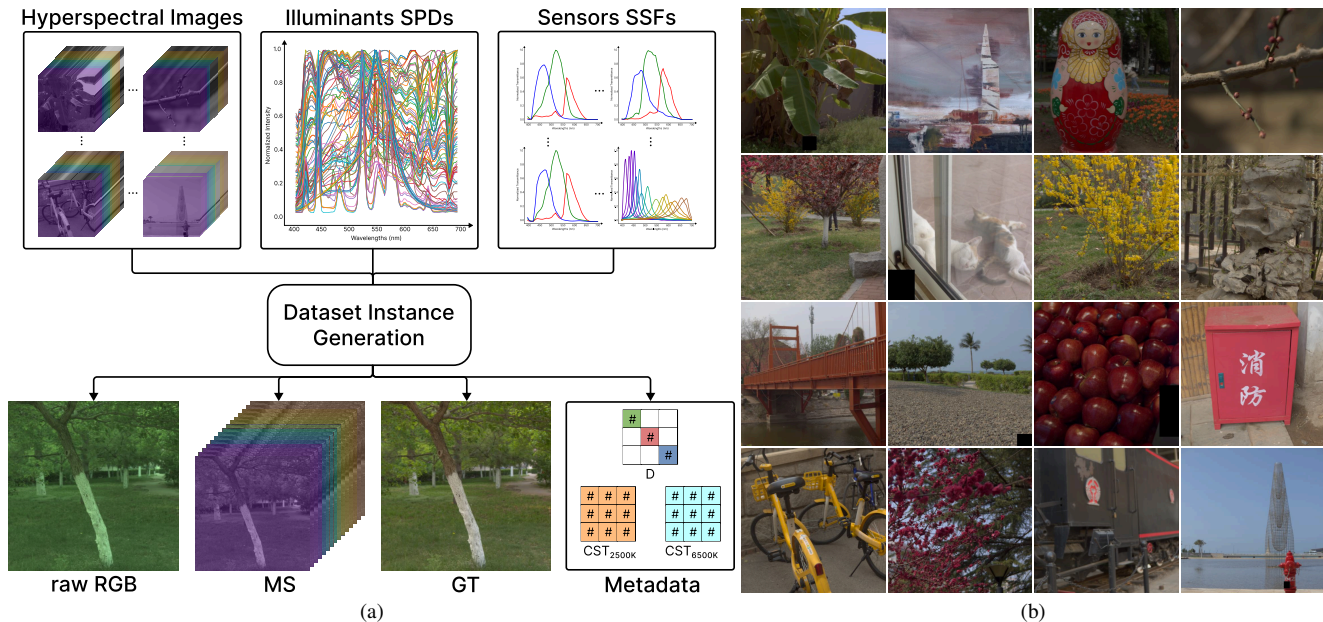 Hyperspectral Images
Illuminants SPDs
Sensors SSFs
...
...
Normalized Intensity
1.0
0.8
0.6
0.4
0.2
0.0
400
450
500
550
600
650
700
Wavelengths (nm)
...
...
Dataset Instance
Generation
raw RGB
MS
GT
#
#
#
D
# # #
# # #
# # #
CST2500K
# # #
# # #
# # #
CST6500K
Metadata
(a)
消
防
(b)